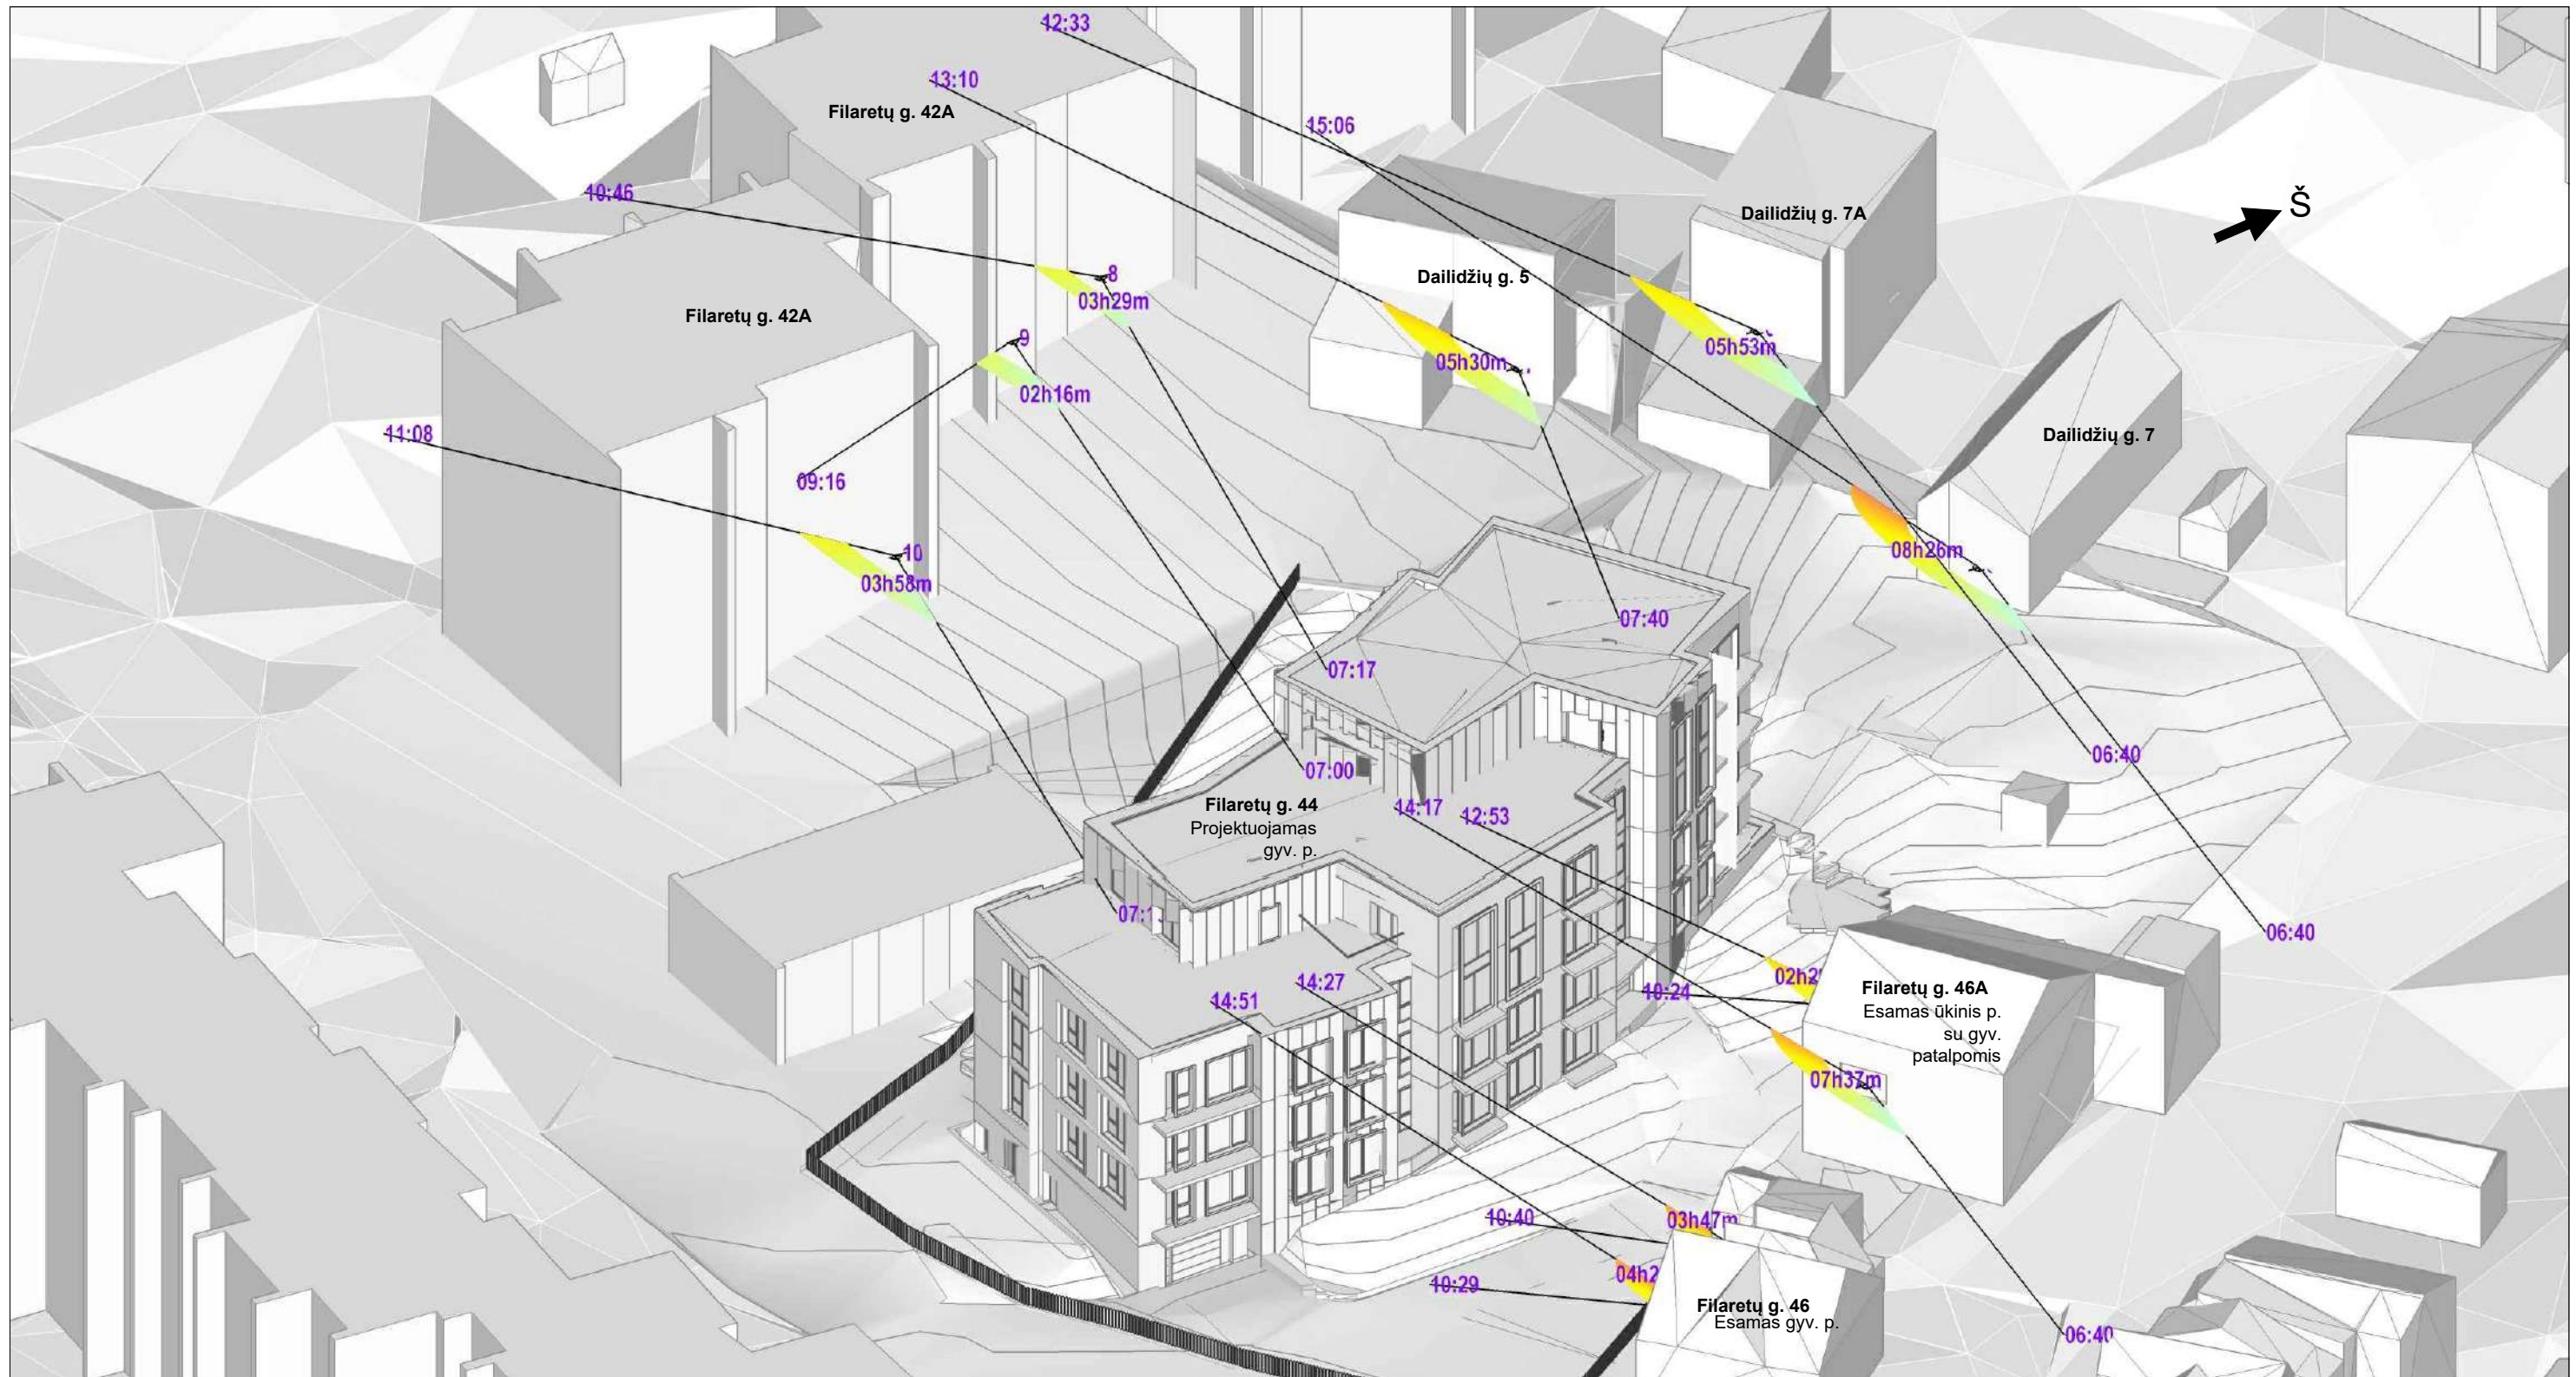 12:33
13:10
Filaretų g. 42A
15:06
10:46
Š
Dailidžių g. 7A
8
03h29m
Dailidžių g. 5
Filaretų g. 42A
9
05h53m
05h30m
02h16m
11:08
Dailidžių g. 7
09:16
10
08h26m
03h58m
07:40
07:17
06:40
07:00
Filaretų g. 44
Projektuojamas
gyv. p.
14:17
12:53
06:40
14:27
14:51
10:24
Filaretų g. 46A
Esamas ūkinis p.
su gyv.
patalpomis
07h37m
10:40
03h47m
10:29
Filaretų g. 46
Esamas gyv. p.
06:40